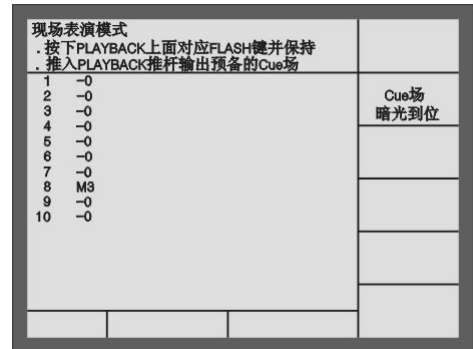 现场表演模式
. 按下PLAYBACK上面对应FLASH键并保持
. 推入PLAYBACK推杆输出预备的Cue场
1 -0
2 -0
3 -0
4 -0
5 -0
6 -0
7 -0
8 M3
9 -0
10 -0
Cue场
暗光到位